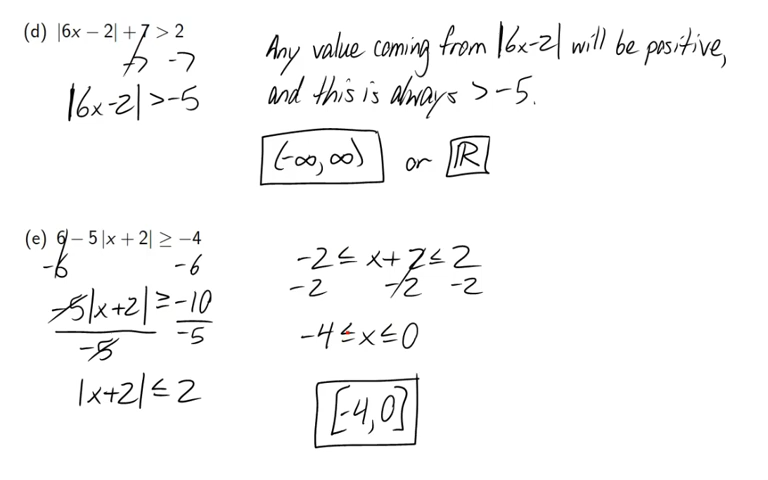 (d) |6x − 2| + 7 > 2
-7 -7
|6x-2| > -5
Any value coming from |6x-2| will be positive,
and this is always > -5.
(-∞, ∞) or ℝ
(e) 6 − 5 |x + 2| ≥ −4
-6 -6
-5|x+2| ≥ -10
-5 -5
|x+2| ≤ 2
-2 ≤ x+2 ≤ 2
-2 -2 -2
-4 ≤ x ≤ 0
[-4, 0]